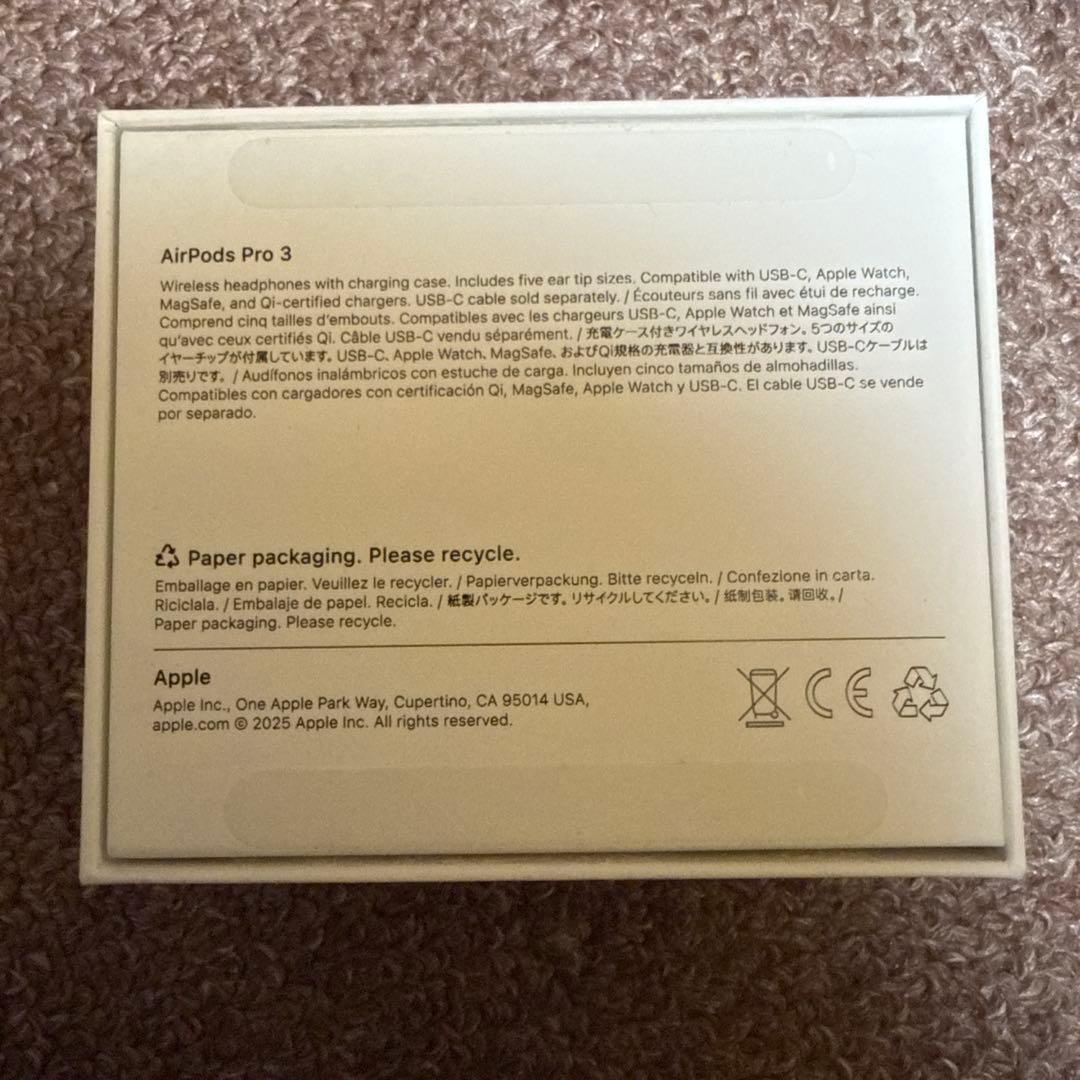 AirPods Pro 3
Wireless headphones with charging case. Includes five ear tip sizes. Compatible with USB-C, Apple Watch,
MagSafe, and Qi-certified chargers. USB-C cable sold separately. / Écouteurs sans fil avec étui de recharge.
Comprend cinq tailles d'embouts. Compatibles avec les chargeurs USB-C, Apple Watch et MagSafe ainsi
qu'avec ceux certifiés Qi. Câble USB-C vendu séparément. / 充電ケース付きワイヤレスヘッドフォン。5つのサイズの
イヤーチップが付属しています。USB-C、Apple Watch、MagSafe、およびQi規格の充電器と互換性があります。USB-Cケーブルは
別売りです。/ Audífonos inalámbricos con estuche de carga. Incluyen cinco tamaños de almohadillas.
Compatibles con cargadores con certificación Qi, MagSafe, Apple Watch y USB-C. El cable USB-C se vende
por separado.
Paper packaging. Please recycle.
Emballage en papier. Veuillez le recycler. / Papierverpackung. Bitte recyceln. / Confezione in carta.
Riciclala. / Embalaje de papel. Recicla. / 紙製パッケージです。リサイクルしてください。/ 纸制包装。请回收。/
Paper packaging. Please recycle.
Apple
Apple Inc., One Apple Park Way, Cupertino, CA 95014 USA,
apple.com © 2025 Apple Inc. All rights reserved.
CE